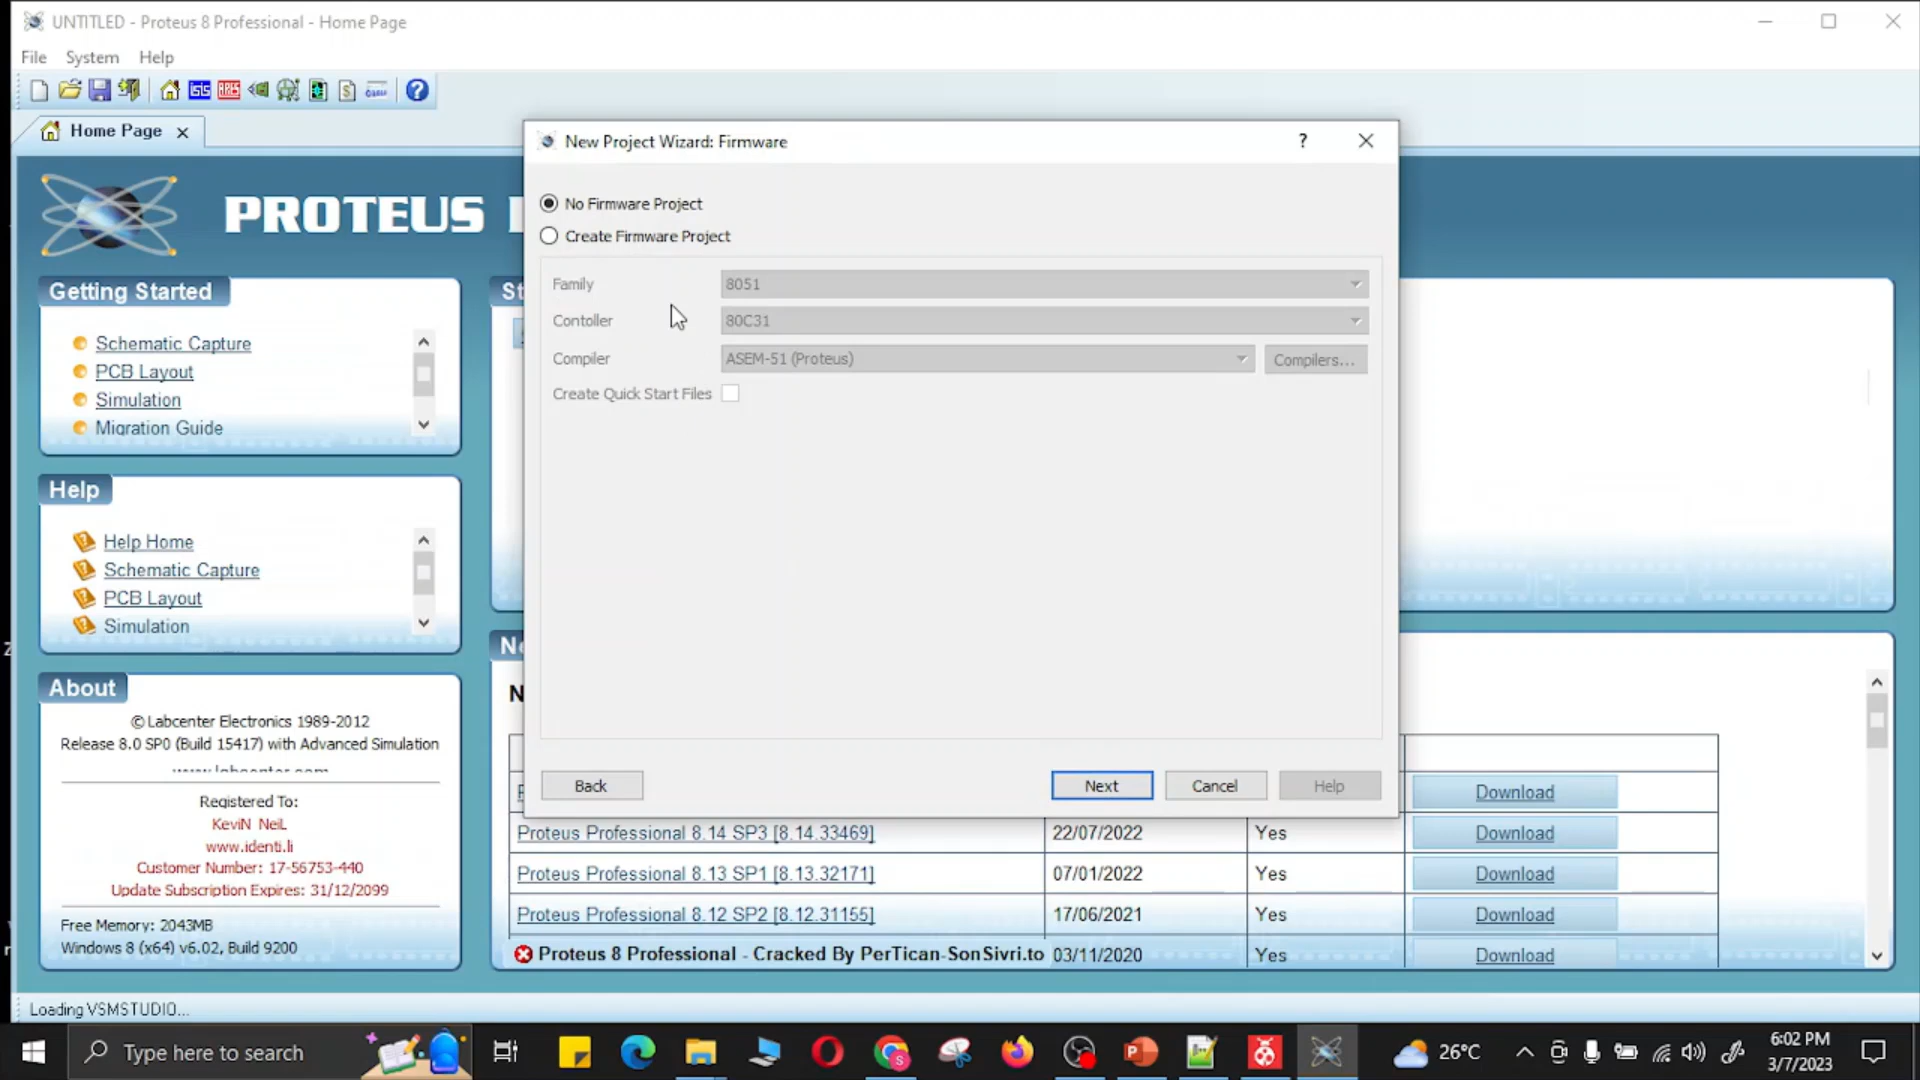 UNTITLED - Proteus 8 Professional - Home Page
File System Help
Home Page
New Project Wizard: Firmware
?
PROTEUS
No Firmware Project
Create Firmware Project
Family 8051
Contoller 80C31
Compiler ASEM-51 (Proteus) Compilers...
Create Quick Start Files
Back Next Cancel Help
Getting Started
Schematic Capture
PCB Layout
Simulation
Migration Guide
Help
Help Home
Schematic Capture
PCB Layout
Simulation
About
© Labcenter Electronics 1989-2012
Release 8.0 SP0 (Build 15417) with Advanced Simulation
www.labcenter.com
Registered To:
KeviN NeiL
www.identi.li
Customer Number: 17-56753-440
Update Subscription Expires: 31/12/2099
Free Memory: 2043MB
Windows 8 (x64) v6.02, Build 9200
St
Ne
N
Download
Proteus Professional 8.14 SP3 [8.14.33469] 22/07/2022 Yes Download
Proteus Professional 8.13 SP1 [8.13.32171] 07/01/2022 Yes Download
Proteus Professional 8.12 SP2 [8.12.31155] 17/06/2021 Yes Download
Proteus 8 Professional - Cracked By PerTican-SonSivri.to 03/11/2020 Yes Download
Loading VSMSTUDIO...
Type here to search
26°C
6:02 PM
3/7/2023